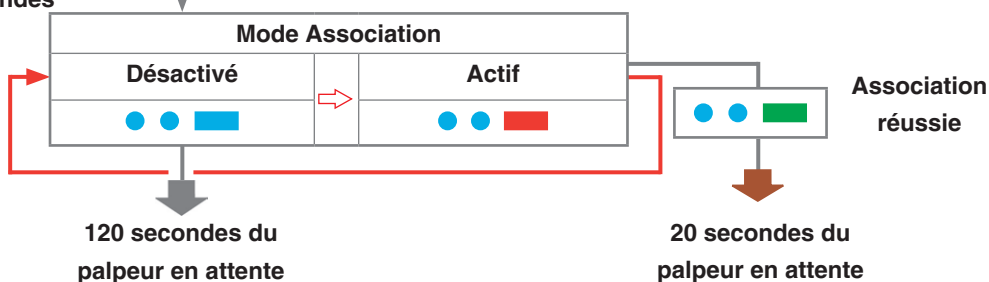 Mode Association
Désactivé
Actif
Association
réussie
120 secondes du
palpeur en attente
20 secondes du
palpeur en attente